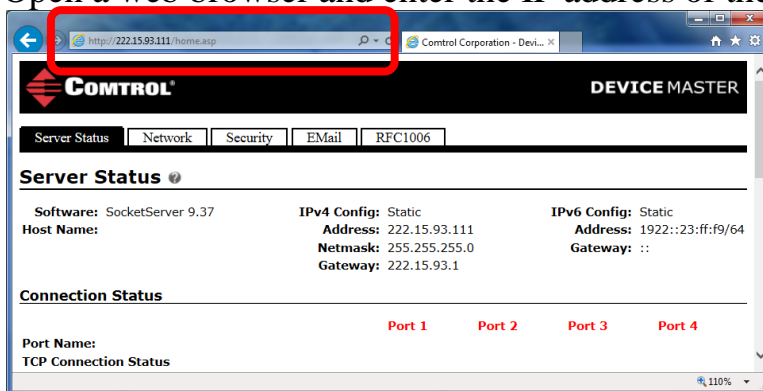 Open a web browser and enter the IP address of the
http://222.15.93.111/home.asp
Comtrol Corporation - Devi...
COMTROL®
DEVICEMASTER
Server Status Network Security EMail RFC1006
Server Status
Software: SocketServer 9.37 IPv4 Config: Static IPv6 Config: Static
Host Name: Address: 222.15.93.111 Address: 1922::23:ff:f9/64
Netmask: 255.255.255.0 Gateway: ::
Gateway: 222.15.93.1
Connection Status
Port 1 Port 2 Port 3 Port 4
Port Name:
TCP Connection Status
110%